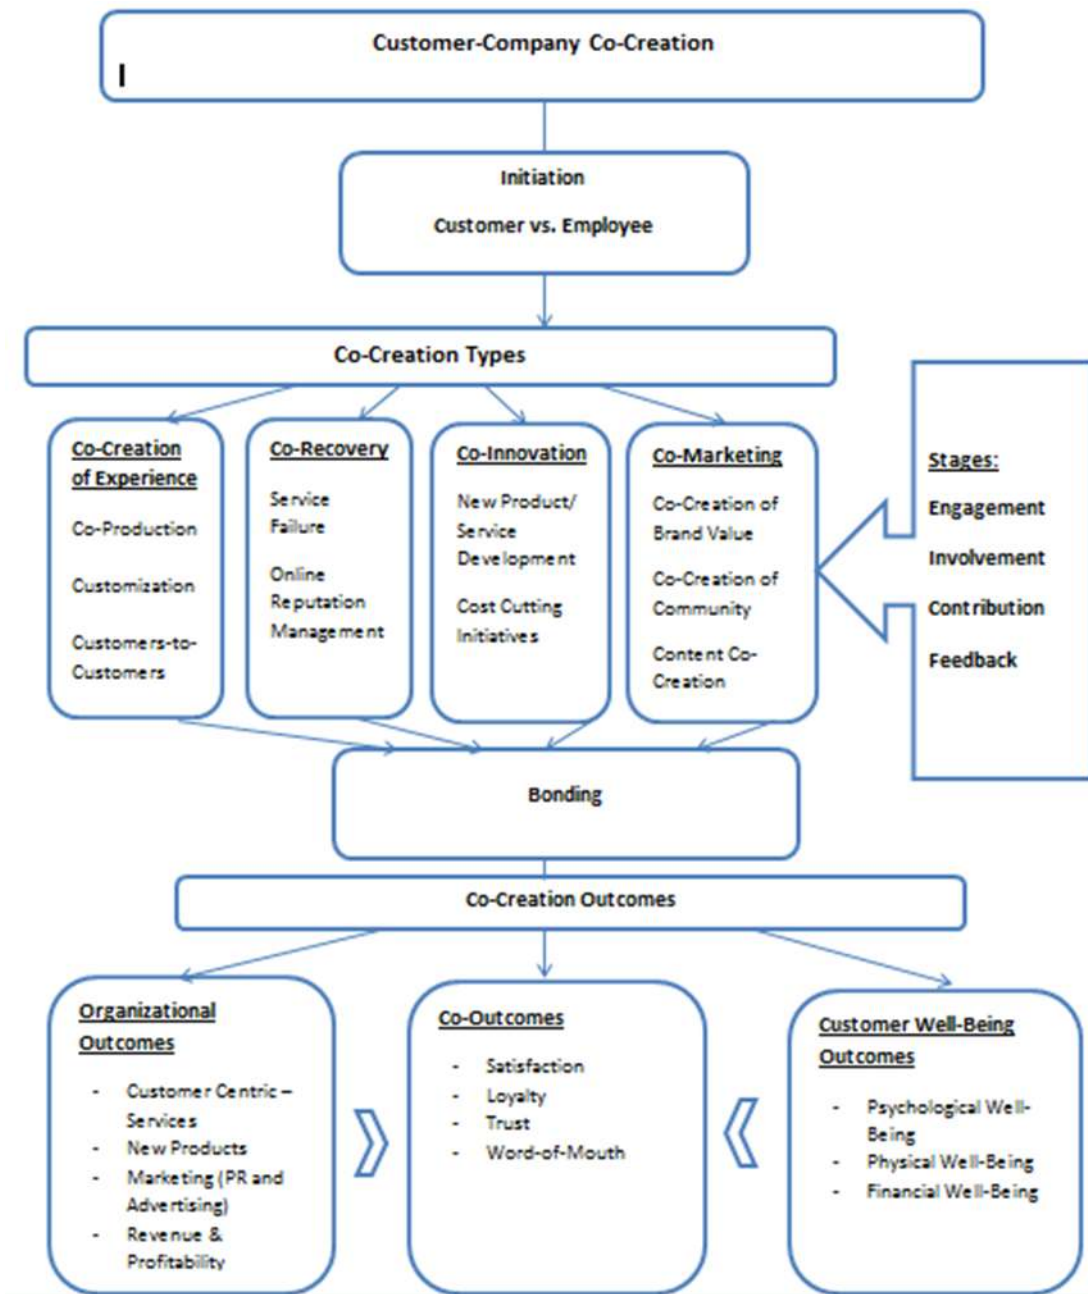 Customer-Company Co-Creation
Initiation
Customer vs. Employee
Co-Creation Types
Co-Creation
of Experience
Co-Production
Customization
Customers-to-
Customers
Co-Recovery
Service
Failure
Online
Reputation
Management
Co-Innovation
New Product/
Service
Development
Cost Cutting
Initiatives
Co-Marketing
Co-Creation of
Brand Value
Co-Creation of
Community
Content Co-
Creation
Stages:
Engagement
Involvement
Contribution
Feedback
Bonding
Co-Creation Outcomes
Organizational
Outcomes
- Customer Centric –
Services
- New Products
- Marketing (PR and
Advertising)
- Revenue &
Profitability
Co-Outcomes
- Satisfaction
- Loyalty
- Trust
- Word-of-Mouth
Customer Well-Being
Outcomes
- Psychological Well-
Being
- Physical Well-Being
- Financial Well-Being